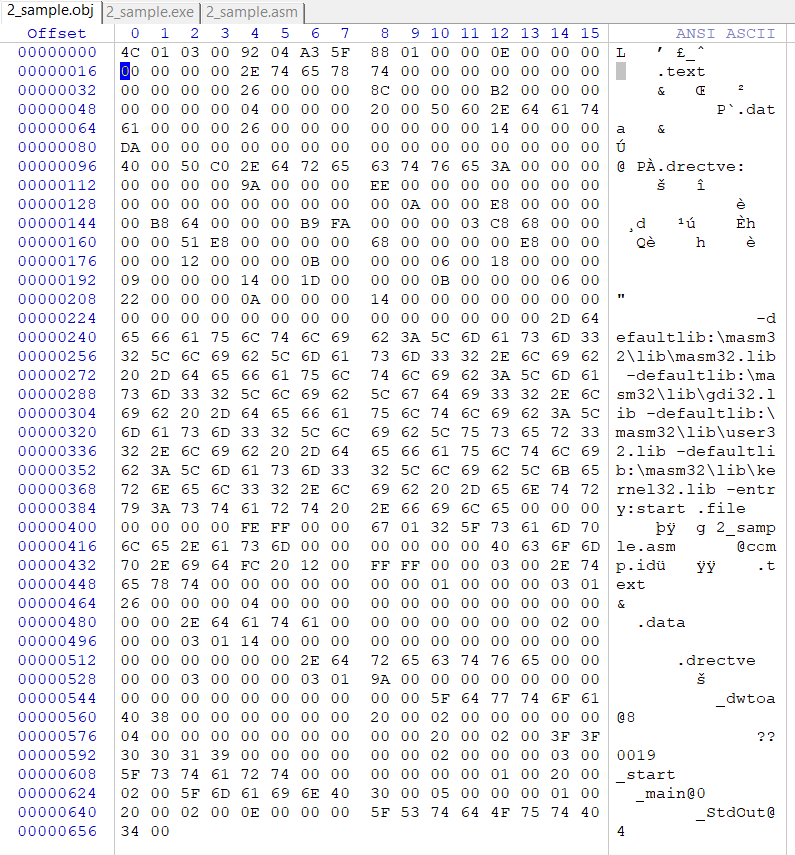 2_sample.obj 2_sample.exe 2_sample.asm
Offset 0 1 2 3 4 5 6 7 8 9 10 11 12 13 14 15 ANSI ASCII
00000000 4C 01 03 00 92 04 A3 5F 88 01 00 00 0E 00 00 00 L ’ £_ˆ
00000016 00 00 00 00 2E 74 65 78 74 00 00 00 00 00 00 00 .text
00000032 00 00 00 00 26 00 00 00 8C 00 00 00 B2 00 00 00 & Œ ²
00000048 00 00 00 00 04 00 00 00 20 00 50 60 2E 64 61 74 P`.dat
00000064 61 00 00 00 26 00 00 00 00 00 00 00 14 00 00 00 a &
00000080 DA 00 00 00 00 00 00 00 00 00 00 00 00 00 00 00 Ú
00000096 40 00 50 C0 2E 64 72 65 63 74 76 65 3A 00 00 00 @ PÀ.drectve:
00000112 00 00 00 00 9A 00 00 00 EE 00 00 00 00 00 00 00 š î
00000128 00 00 00 00 00 00 00 00 00 0A 00 00 E8 00 00 00 è
00000144 00 B8 64 00 00 00 B9 FA 00 00 00 03 C8 68 00 00 ¸d ¹ú Èh
00000160 00 00 51 E8 00 00 00 00 68 00 00 00 00 E8 00 00 Qè h è
00000176 00 00 12 00 00 00 0B 00 00 00 06 00 18 00 00 00
00000192 09 00 00 00 14 00 1D 00 00 00 0B 00 00 00 06 00
00000208 22 00 00 00 0A 00 00 00 14 00 00 00 00 00 00 00 "
00000224 00 00 00 00 00 00 00 00 00 00 00 00 00 00 2D 64 -d
00000240 65 66 61 75 6C 74 6C 69 62 3A 5C 6D 61 73 6D 33 efaultlib:\masm3
00000256 32 5C 6C 69 62 5C 6D 61 73 6D 33 32 2E 6C 69 62 2\lib\masm32.lib
00000272 20 2D 64 65 66 61 75 6C 74 6C 69 62 3A 5C 6D 61 -defaultlib:\ma
00000288 73 6D 33 32 5C 6C 69 62 5C 67 64 69 33 32 2E 6C sm32\lib\gdi32.l
00000304 69 62 20 2D 64 65 66 61 75 6C 74 6C 69 62 3A 5C ib -defaultlib:\
00000320 6D 61 73 6D 33 32 5C 6C 69 62 5C 75 73 65 72 33 masm32\lib\user3
00000336 32 2E 6C 69 62 20 2D 64 65 66 61 75 6C 74 6C 69 2.lib -defaultli
00000352 62 3A 5C 6D 61 73 6D 33 32 5C 6C 69 62 5C 6B 65 b:\masm32\lib\ke
00000368 72 6E 65 6C 33 32 2E 6C 69 62 20 2D 65 6E 74 72 rnel32.lib -entr
00000384 79 3A 73 74 61 72 74 20 2E 66 69 6C 65 00 00 00 y:start .file
00000400 00 00 00 00 FE FF 00 00 67 01 32 5F 73 61 6D 70 þÿ g 2_samp
00000416 6C 65 2E 61 73 6D 00 00 00 00 00 00 40 63 6F 6D le.asm @com
00000432 70 2E 69 64 FC 20 12 00 FF FF 00 00 03 00 2E 74 p.idü ÿÿ .t
00000448 65 78 74 00 00 00 00 00 00 00 01 00 00 00 03 01 ext
00000464 26 00 00 00 04 00 00 00 00 00 00 00 00 00 00 00 &
00000480 00 00 2E 64 61 74 61 00 00 00 00 00 00 00 02 00 .data
00000496 00 00 03 01 14 00 00 00 00 00 00 00 00 00 00 00
00000512 00 00 00 00 00 00 2E 64 72 65 63 74 76 65 00 00 00 .drectve
00000528 00 00 03 00 00 00 03 01 9A 00 00 00 00 00 00 00 š
00000544 00 00 00 00 00 00 00 00 00 00 5F 64 77 74 6F 61 _dwtoa
00000560 40 38 00 00 00 00 00 00 20 00 02 00 00 00 00 00 @8
00000576 04 00 00 00 00 00 00 00 00 00 20 00 02 00 3F 3F ??
00000592 30 30 31 39 00 00 00 00 00 00 02 00 00 00 03 00 0019
00000608 5F 73 74 61 72 74 00 00 00 00 00 00 01 00 20 00 _start
00000624 02 00 5F 6D 61 69 6E 40 30 00 05 00 00 00 01 00 _main@0
00000640 20 00 02 00 0E 00 00 00 5F 53 74 64 4F 75 74 40 _StdOut@
00000656 34 00 4